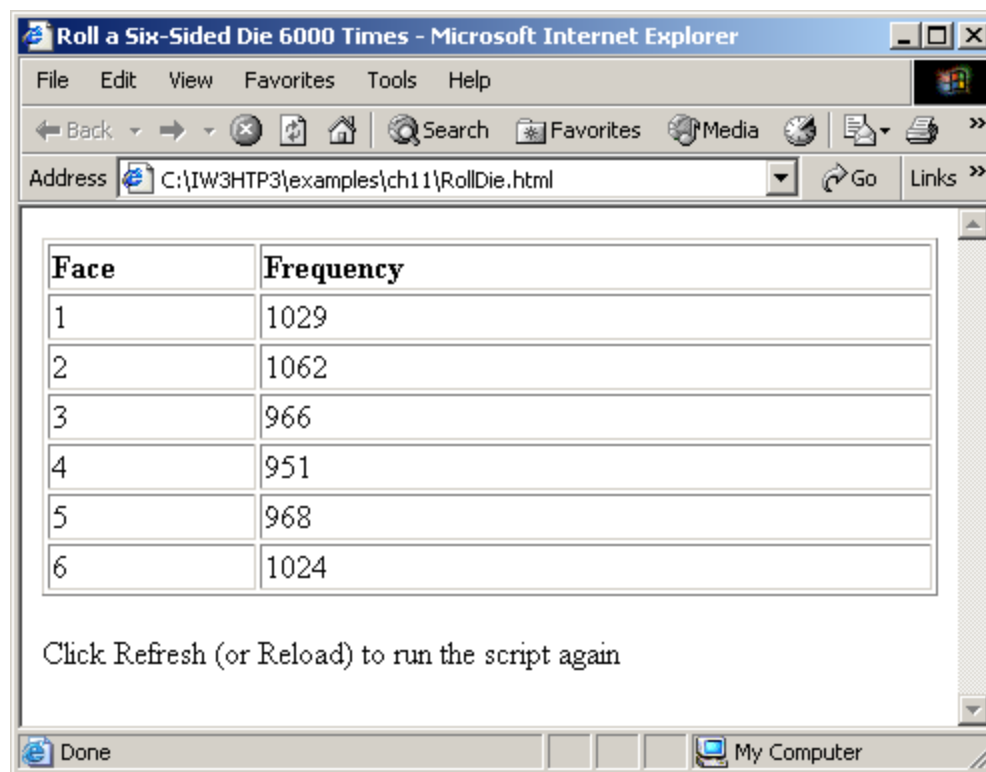 Roll a Six-Sided Die 6000 Times - Microsoft Internet Explorer
File Edit View Favorites Tools Help
Back Search Favorites Media »
Address C:\IW3HTP3\examples\ch11\RollDie.html Go Links »
Face Frequency
1 1029
2 1062
3 966
4 951
5 968
6 1024
Click Refresh (or Reload) to run the script again
Done My Computer